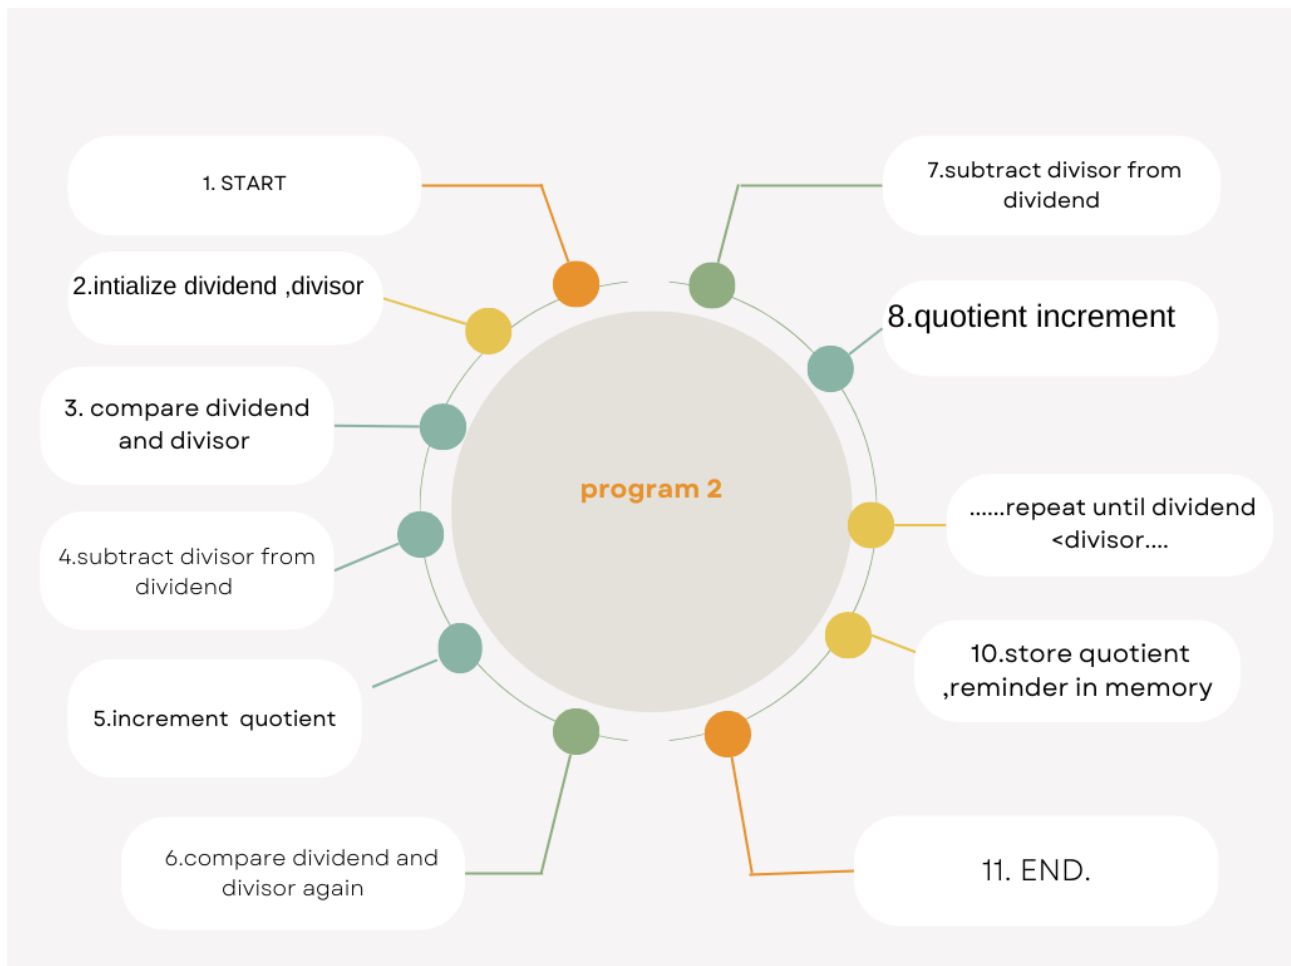 1. START
2.intialize dividend ,divisor
3. compare dividend
and divisor
4.subtract divisor from
dividend
5.increment quotient
6.compare dividend and
divisor again
program 2
7.subtract divisor from
dividend
8.quotient increment
......repeat until dividend
<divisor....
10.store quotient
,reminder in memory
11. END.